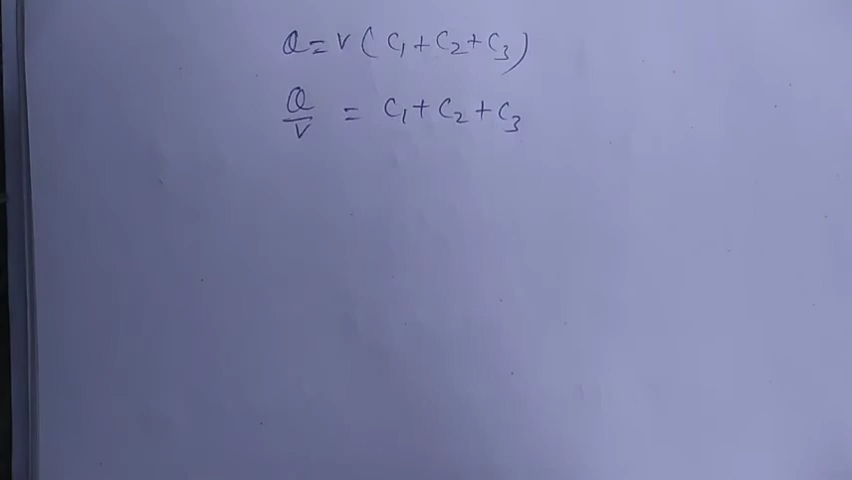 Q = V ( C₁ + C₂ + C₃ )
Q/V = C₁ + C₂ + C₃